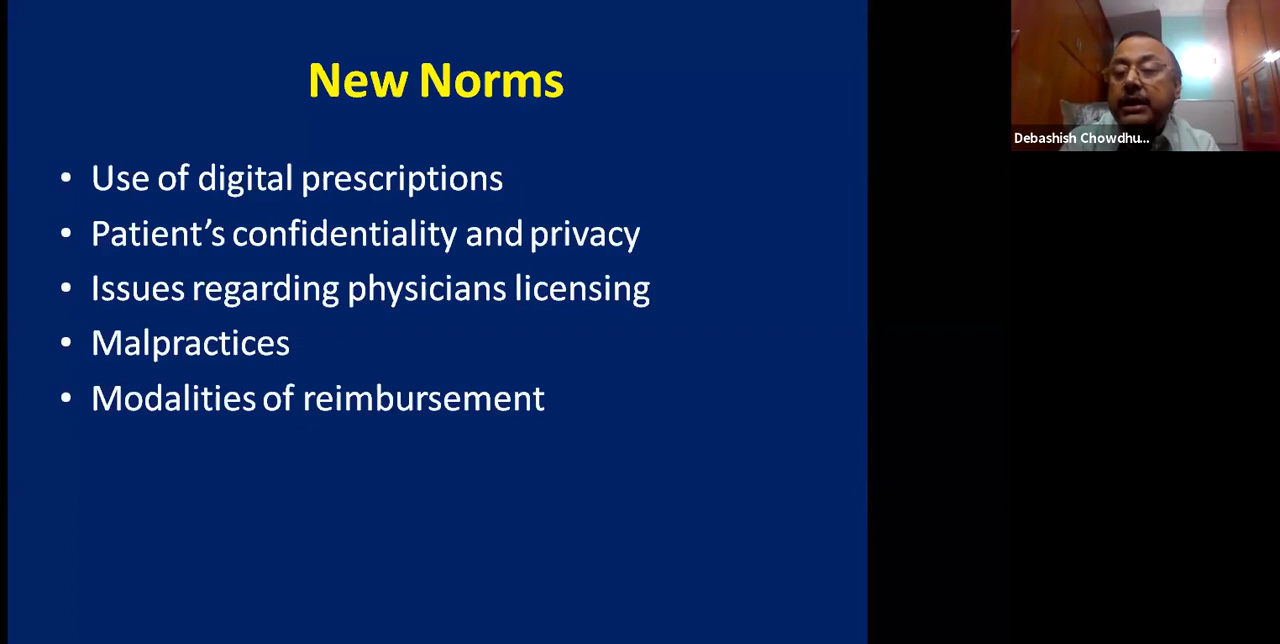 New Norms
• Use of digital prescriptions
• Patient’s confidentiality and privacy
• Issues regarding physicians licensing
• Malpractices
• Modalities of reimbursement
Debashish Chowdhu...